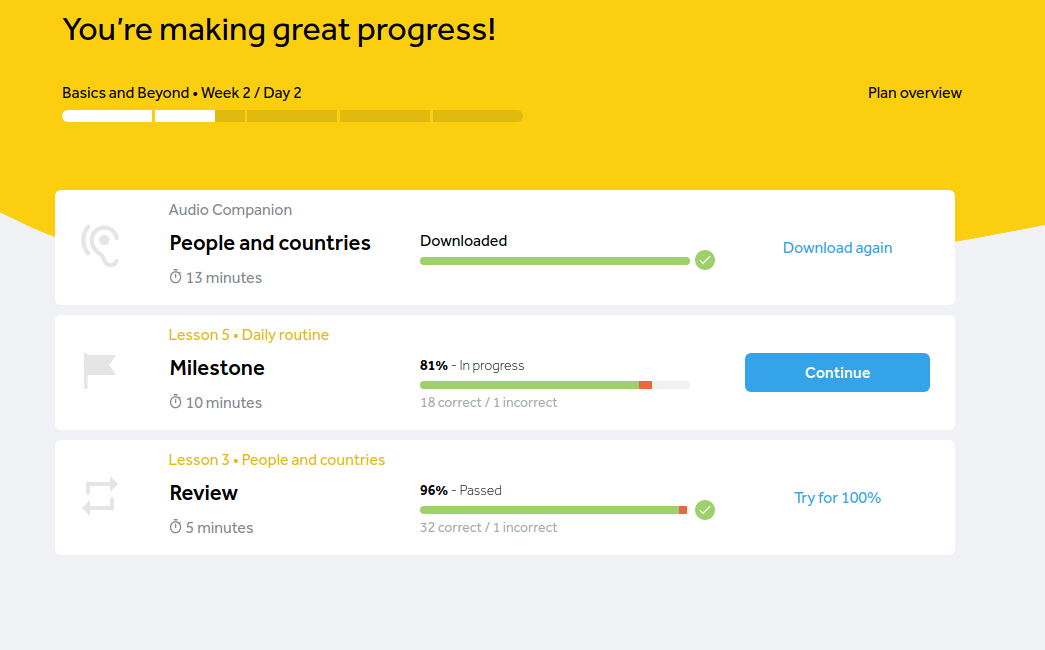 You're making great progress!
Basics and Beyond • Week 2 / Day 2
Plan overview
Audio Companion
People and countries
13 minutes
Downloaded
Download again
Lesson 5 • Daily routine
Milestone
10 minutes
81% - In progress
18 correct / 1 incorrect
Continue
Lesson 3 • People and countries
Review
5 minutes
96% - Passed
32 correct / 1 incorrect
Try for 100%